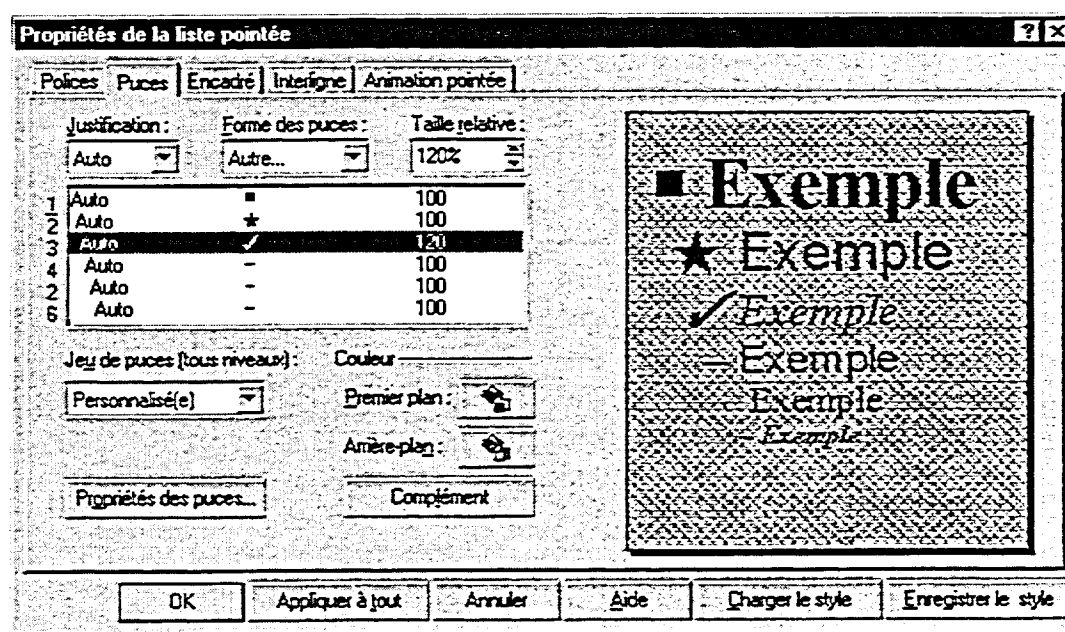 Propriétés de la liste pointée
Polices Puces Encadré Interligne Animation pointée
Justification : Forme des puces : Taille relative :
Auto Autre... 120%
1 Auto ■ 100
2 Auto ★ 100
3 Auto ✓ 120
4 Auto - 100
2 Auto - 100
6 Auto - 100
Jeu de puces (tous niveaux) : Couleur
Personnalisé(e) Premier plan :
Arrière-plan :
Propriétés des puces... Complément
■ Exemple
★ Exemple
✓ Exemple
– Exemple
- Exemple
– Exemple
OK Appliquer à tout Annuler Aide Charger le style Enregistrer le style